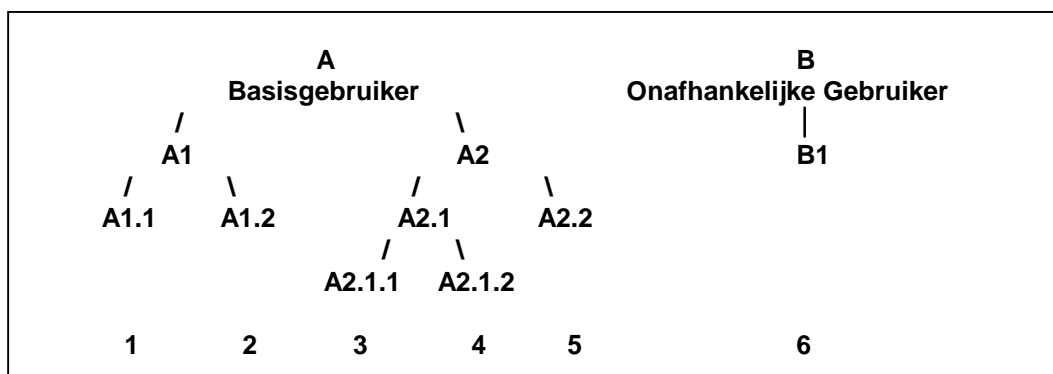 A B
Basisgebruiker Onafhankelijke Gebruiker
/ \ |
A1 A2 B1
/ \ / \
A1.1 A1.2 A2.1 A2.2
/ \
A2.1.1 A2.1.2
1 2 3 4 5 6